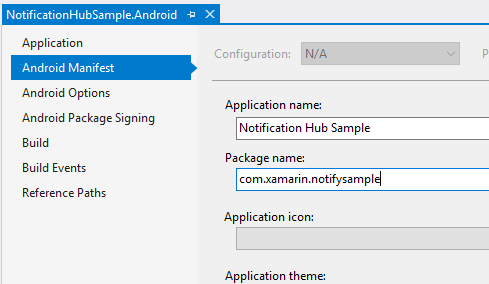 NotificationHubSample.Android
Application
Android Manifest
Android Options
Android Package Signing
Build
Build Events
Reference Paths
Configuration: N/A P
Application name:
Notification Hub Sample
Package name:
com.xamarin.notifysample
Application icon:
Application theme: